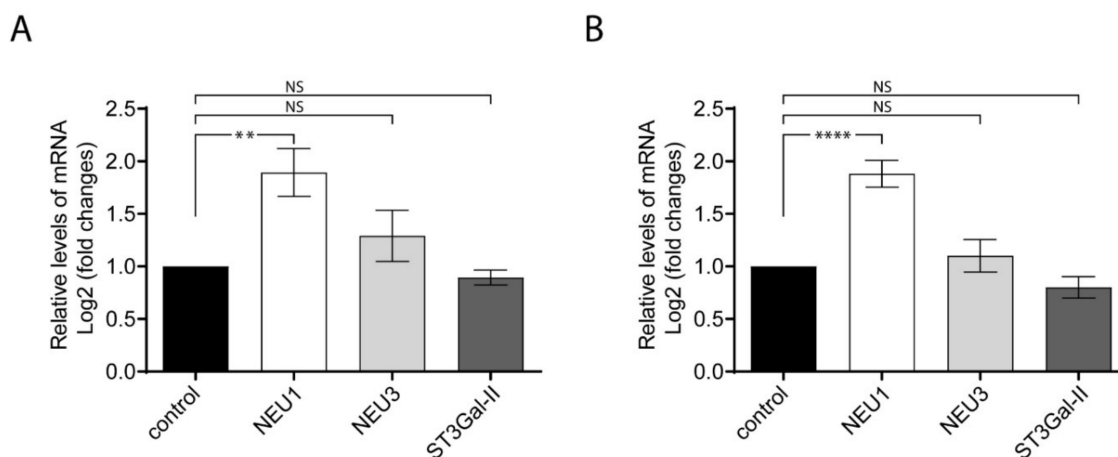 A
Relative levels of mRNA
Log2 (fold changes)
2.5
2.0
1.5
1.0
0.5
0.0
NS
NS
**
control
NEU1
NEU3
ST3Gal-II
B
Relative levels of mRNA
Log2 (fold changes)
2.5
2.0
1.5
1.0
0.5
0.0
NS
NS
****
control
NEU1
NEU3
ST3Gal-II